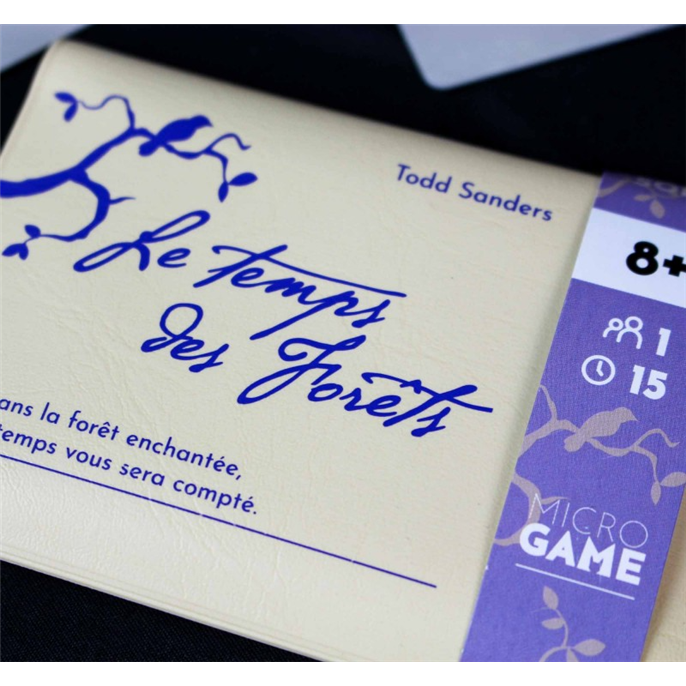 Todd Sanders
Le temps
des Forêts
ans la forêt enchantée,
temps vous sera compté.
8+
1
15
MICRO
GAME